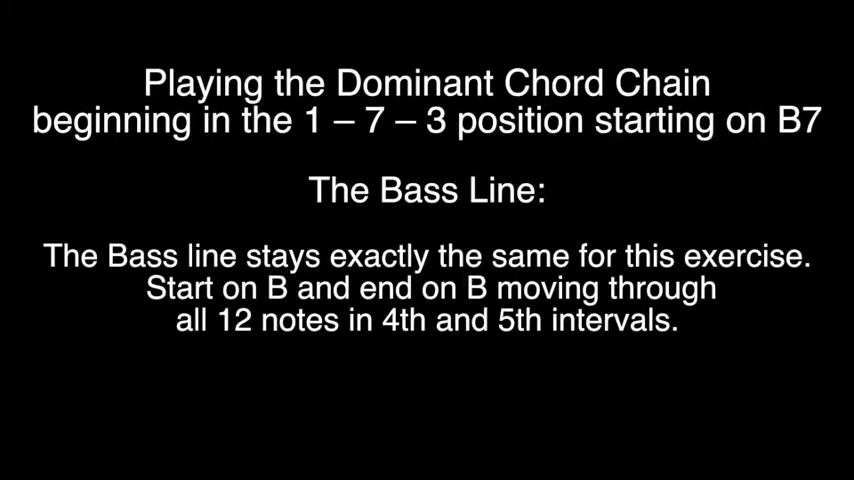 Playing the Dominant Chord Chain
beginning in the 1 – 7 – 3 position starting on B7
The Bass Line:
The Bass line stays exactly the same for this exercise.
Start on B and end on B moving through
all 12 notes in 4th and 5th intervals.